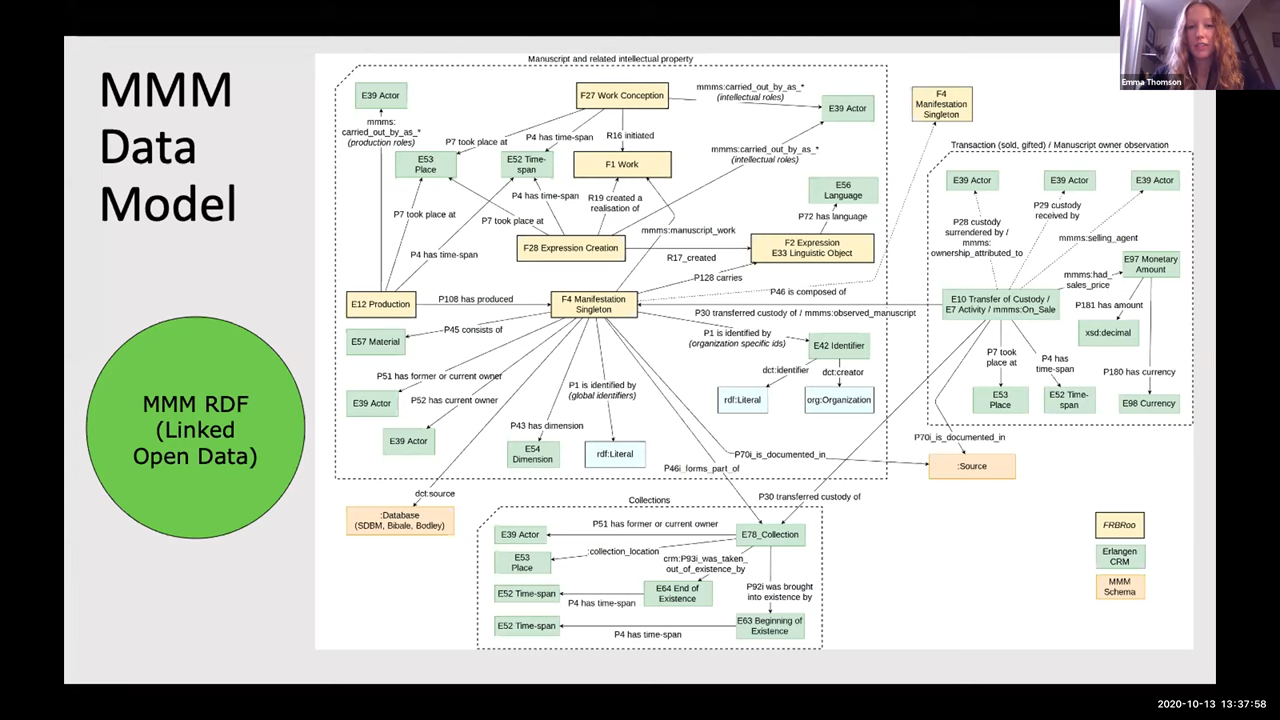 MMM
Data
Model
MMM RDF
(Linked
Open Data)
Manuscript and related intellectual property
E39 Actor
mmms:
carried_out_by_as_*
(production roles)
F27 Work Conception
mmms:carried_out_by_as_*
(intellectual roles)
E39 Actor
P7 took place at
P4 has time-span
R16 initiated
mmms:carried_out_by_as_*
(intellectual roles)
E53
Place
E52 Time-
span
F1 Work
E56
Language
P4 has time-span
R19 created a
realisation of
P72 has language
P7 took place at
P7 took place at
mmms:manuscript_work
P4 has time-span
F28 Expression Creation
R17_created
F2 Expression
E33 Linguistic Object
P128 carries
P46 is composed of
E12 Production
P108 has produced
F4 Manifestation
Singleton
P30 transferred custody of / mmms:observed_manuscript
E57 Material
P45 consists of
P1 is identified by
(organization specific ids)
E42 Identifier
dct:identifier
dct:creator
rdf:Literal
org:Organization
P51 has former or current owner
E39 Actor
P52 has current owner
P1 is identified by
(global identifiers)
E39 Actor
P43 has dimension
E54
Dimension
rdf:Literal
P70i_is_documented_in
P46i_forms_part_of
dct:source
:Database
(SDBM, Bibale, Bodley)
F4
Manifestation
Singleton
Transaction (sold, gifted) / Manuscript owner observation
E39 Actor
E39 Actor
E39 Actor
P28 custody
surrendered by /
mmms:
ownership_attributed_to
P29 custody
received by
mmms:selling_agent
E97 Monetary
Amount
mmms:had_
sales_price
E10 Transfer of Custody /
E7 Activity / mmms:On_Sale
P181 has amount
xsd:decimal
P7 took
place at
P4 has
time-span
P180 has currency
E53
Place
E52 Time-
span
E98 Currency
P70i_is_documented_in
:Source
P30 transferred custody of
Collections
E39 Actor
P51 has former or current owner
E78_Collection
E53
Place
:collection_location
crm:P93i_was_taken_
out_of_existence_by
E52 Time-span
P4 has time-span
E64 End of
Existence
P92i was brought
into existence by
E52 Time-span
P4 has time-span
E63 Beginning of
Existence
FRBRoo
Erlangen
CRM
MMM
Schema
Emma Thomson
2020-10-13 13:37:58